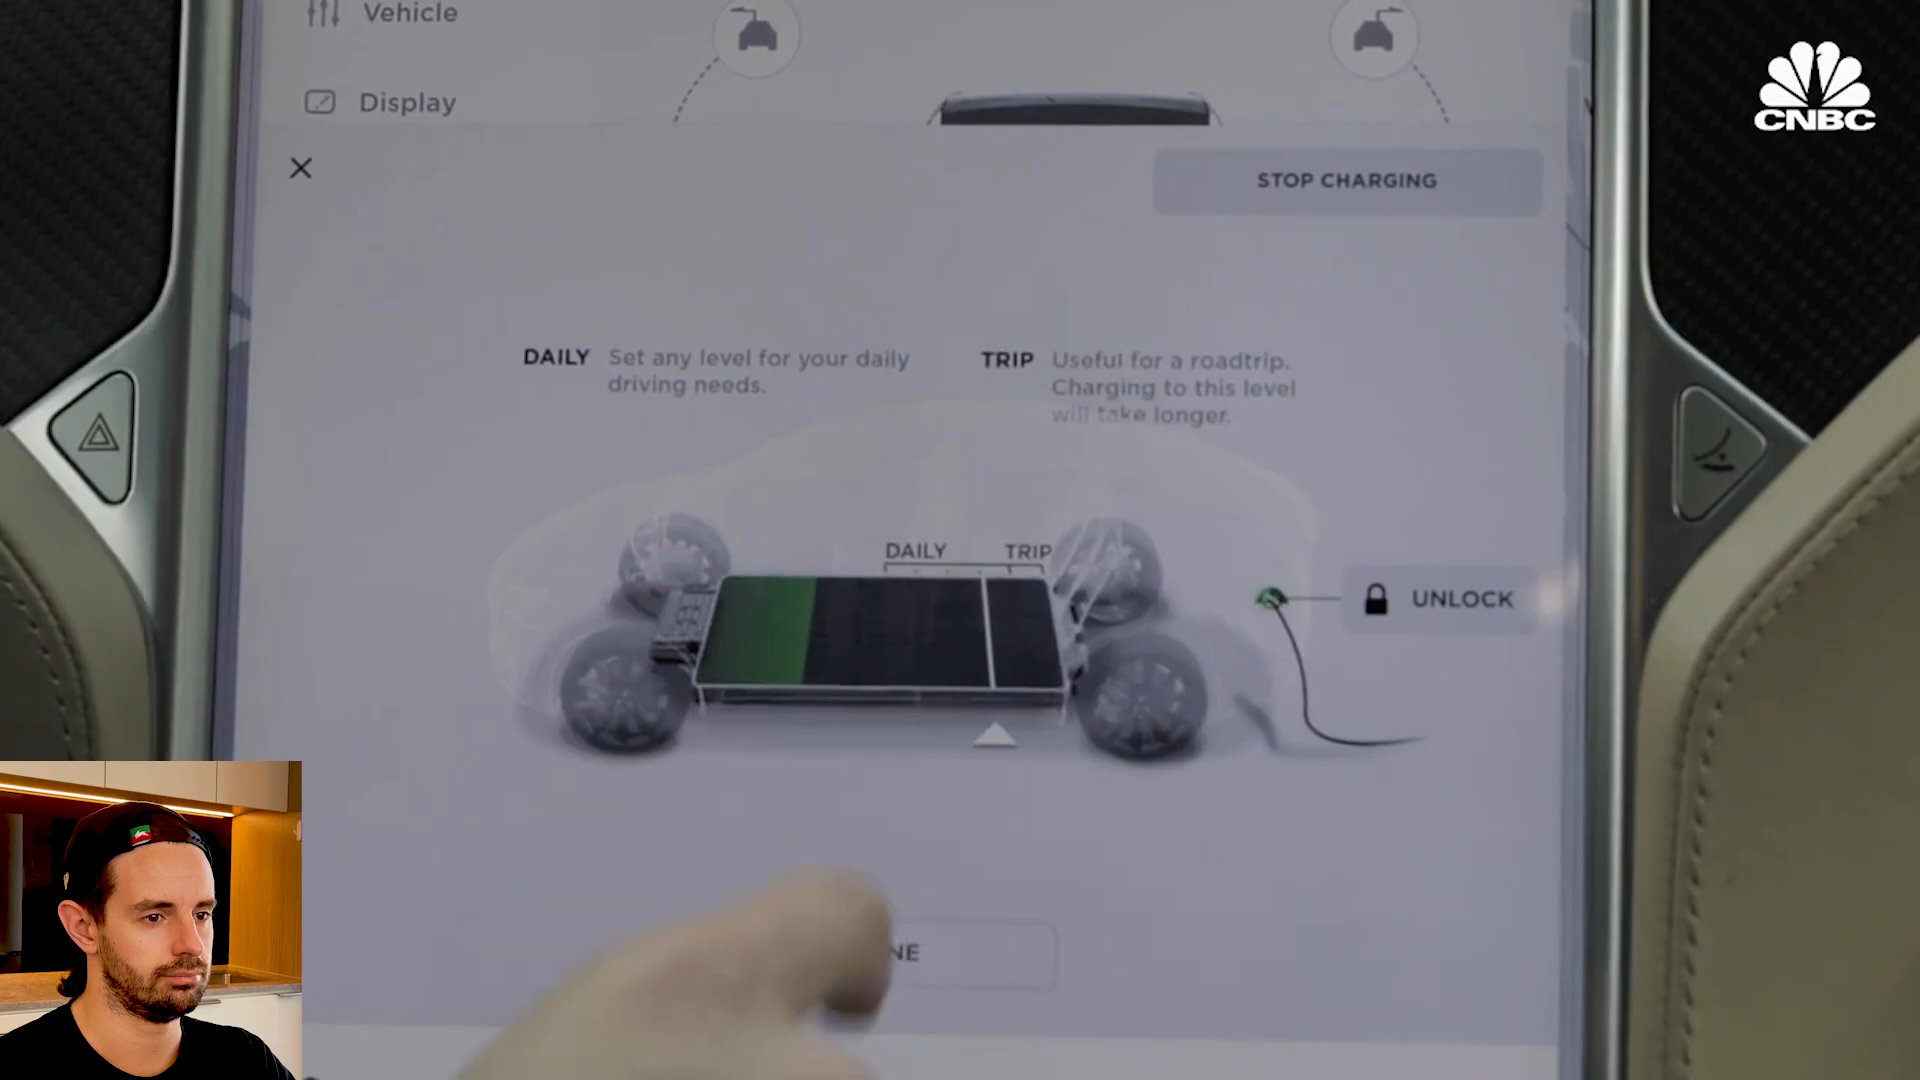 Vehicle
Display
CNBC
STOP CHARGING
DAILY Set any level for your daily
driving needs.
TRIP Useful for a roadtrip.
Charging to this level
will take longer.
DAILY TRIP
UNLOCK
NE